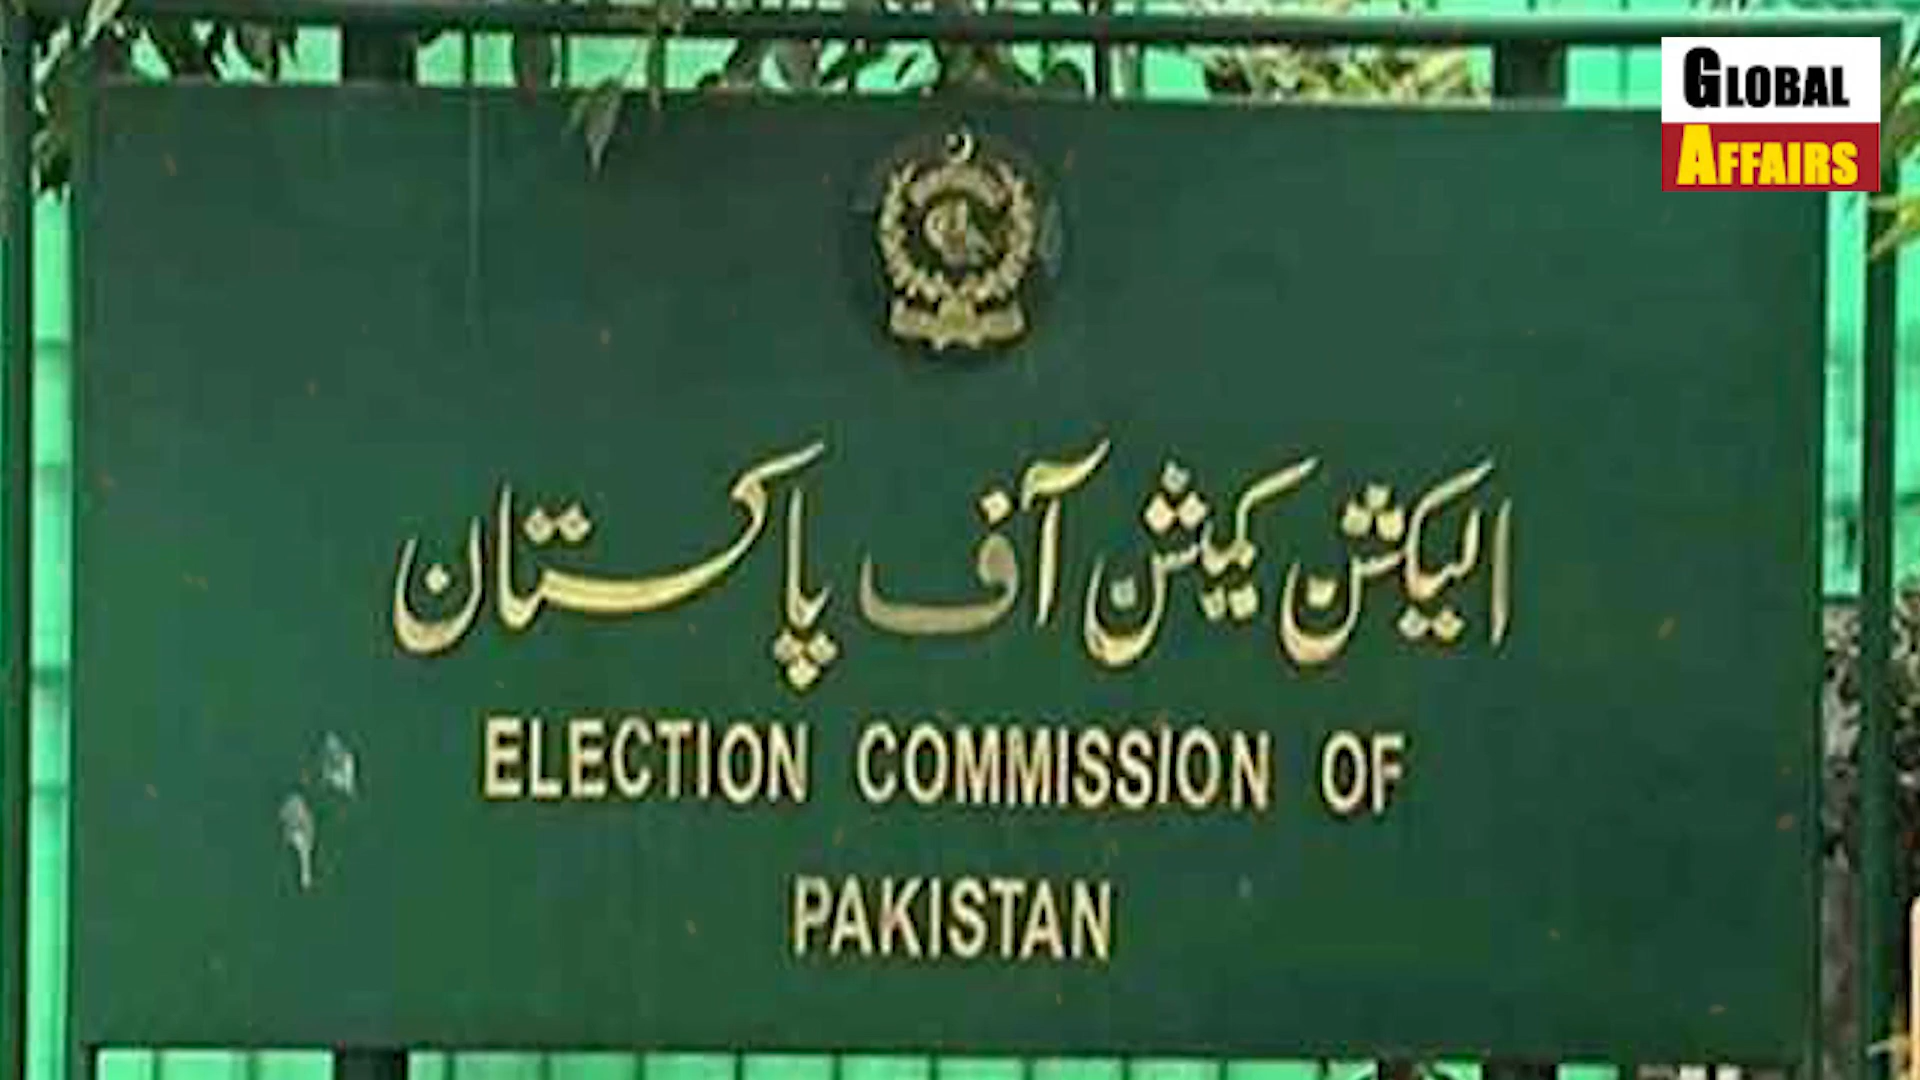 GLOBAL
AFFAIRS
الیکشن کمیشن آف پاکستان
ELECTION COMMISSION OF
PAKISTAN